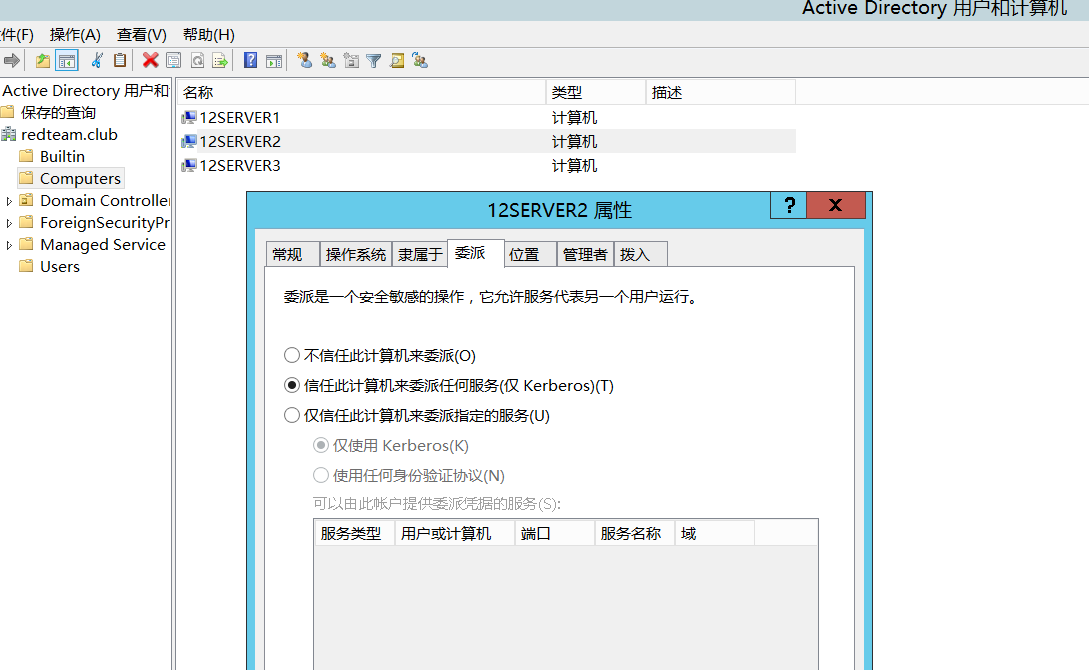 Active Directory 用户和计算机
件(F) 操作(A) 查看(V) 帮助(H)
Active Directory 用户和
保存的查询
redteam.club
Builtin
Computers
Domain Controlle
ForeignSecurityPr
Managed Service
Users
名称 类型 描述
12SERVER1 计算机
12SERVER2 计算机
12SERVER3 计算机
12SERVER2 属性
? X
常规 操作系统 隶属于 委派 位置 管理者 拨入
委派是一个安全敏感的操作，它允许服务代表另一个用户运行。
不信任此计算机来委派(O)
信任此计算机来委派任何服务(仅 Kerberos)(T)
仅信任此计算机来委派指定的服务(U)
仅使用 Kerberos(K)
使用任何身份验证协议(N)
可以由此帐户提供委派凭据的服务(S):
服务类型 用户或计算机 端口 服务名称 域